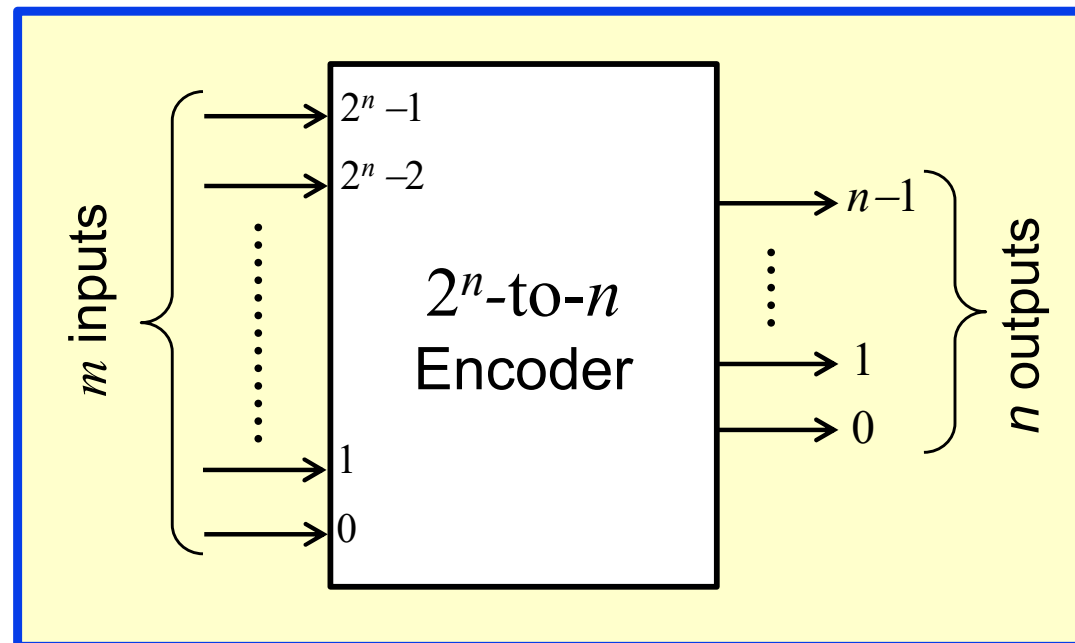 m inputs
2ⁿ –1
2ⁿ –2
1
0
2ⁿ-to-n
Encoder
n–1
1
0
n outputs